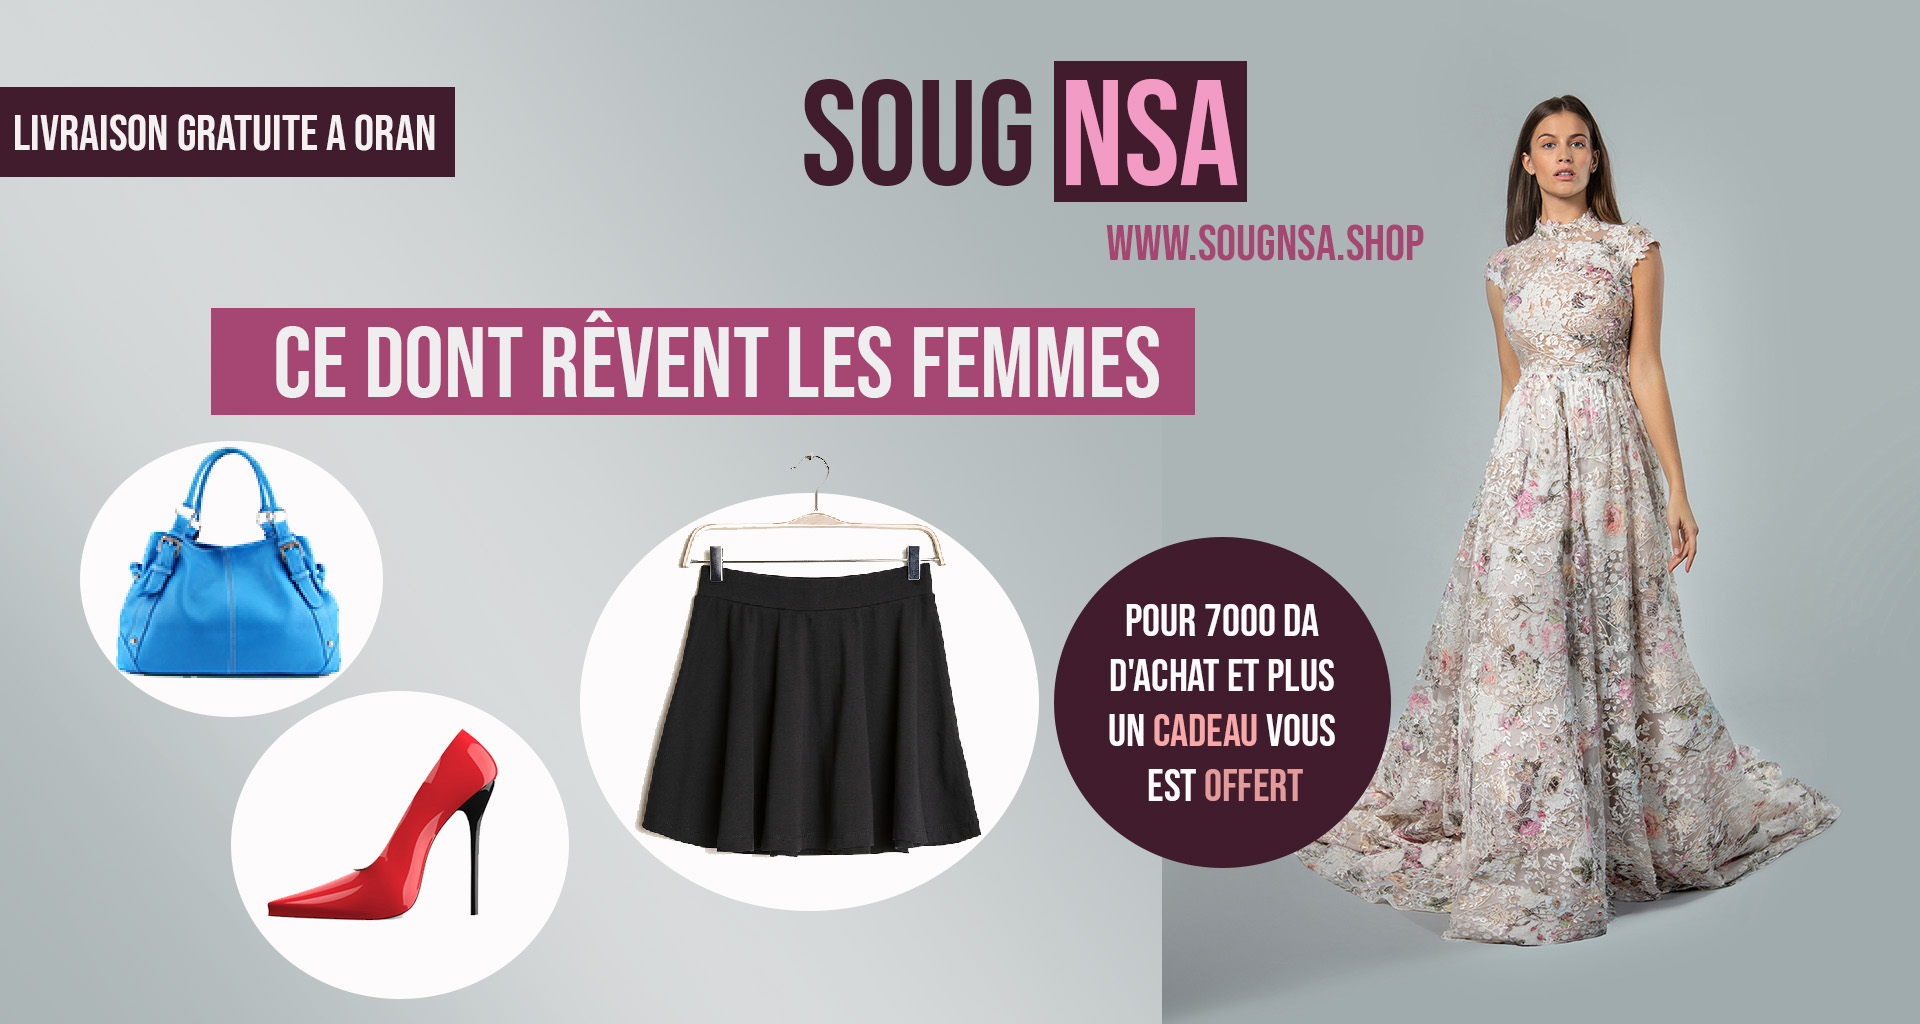 LIVRAISON GRATUITE A ORAN
SOUG NSA
WWW.SOUGNSA.SHOP
CE DONT RÊVENT LES FEMMES
POUR 7000 DA
D'ACHAT ET PLUS
UN CADEAU VOUS
EST OFFERT